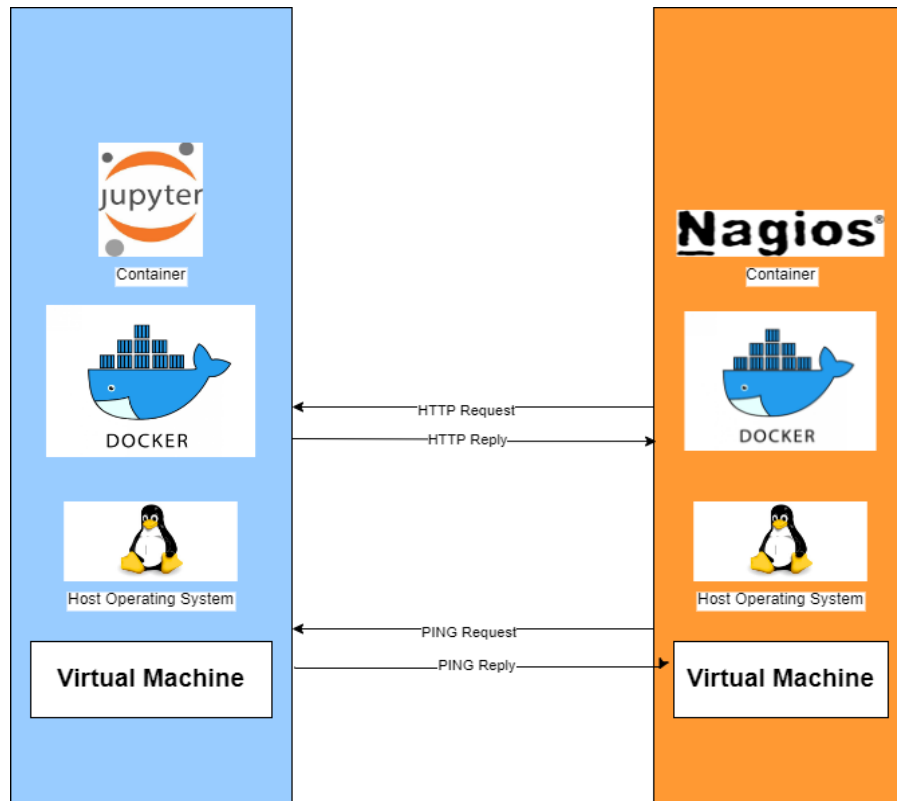 jupyter
Container
DOCKER
Host Operating System
Virtual Machine
HTTP Request
HTTP Reply
PING Request
PING Reply
Nagios®
Container
DOCKER
Host Operating System
Virtual Machine